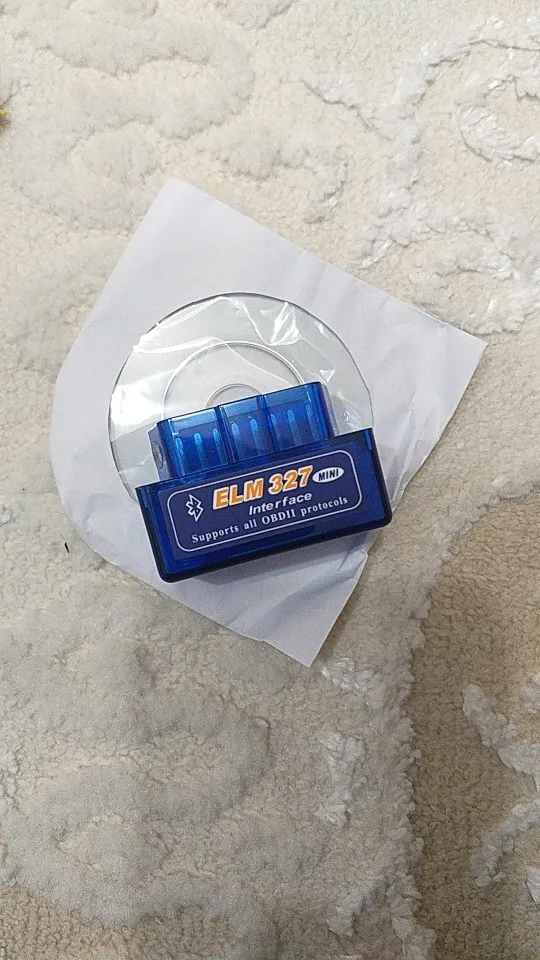 ELM 327 MINI
Interface
Supports all OBDII protocols